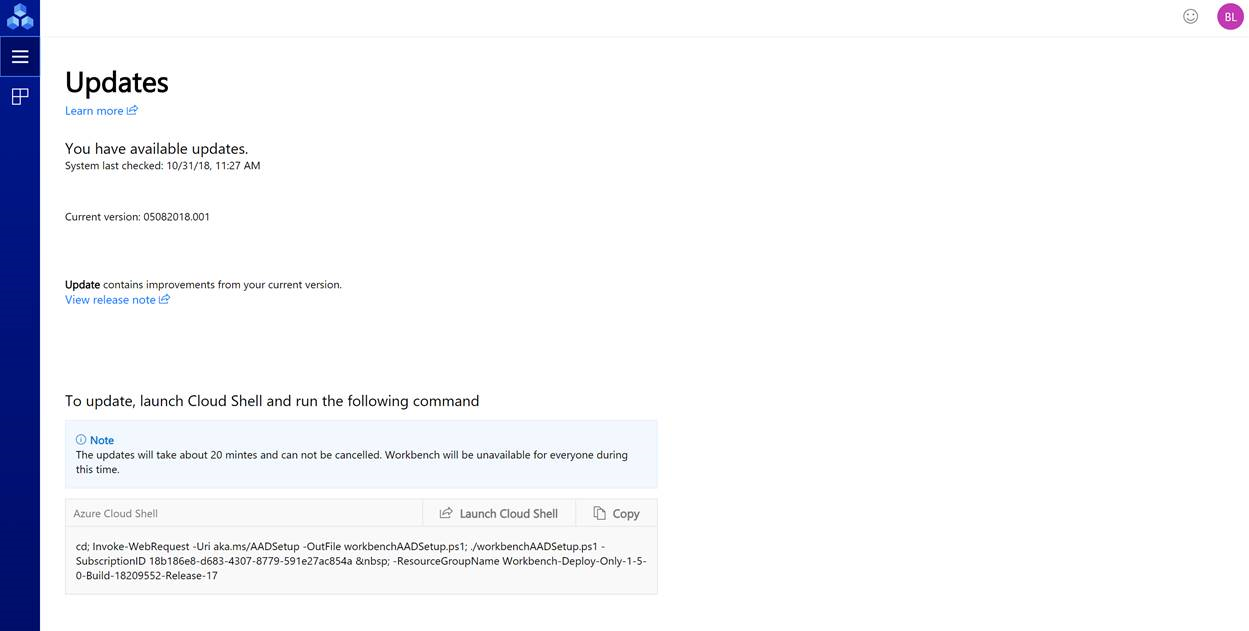 BL
Updates
Learn more
You have available updates.
System last checked: 10/31/18, 11:27 AM
Current version: 05082018.001
Update contains improvements from your current version.
View release note
To update, launch Cloud Shell and run the following command
Note
The updates will take about 20 mintes and can not be cancelled. Workbench will be unavailable for everyone during
this time.
Azure Cloud Shell
Launch Cloud Shell
Copy
cd; Invoke-WebRequest -Uri aka.ms/AADSetup -OutFile workbenchAADSetup.ps1; ./workbenchAADSetup.ps1 -
SubscriptionID 18b186e8-d683-4307-8779-591e27ac854a &nbsp; -ResourceGroupName Workbench-Deploy-Only-1-5-
0-Build-18209552-Release-17